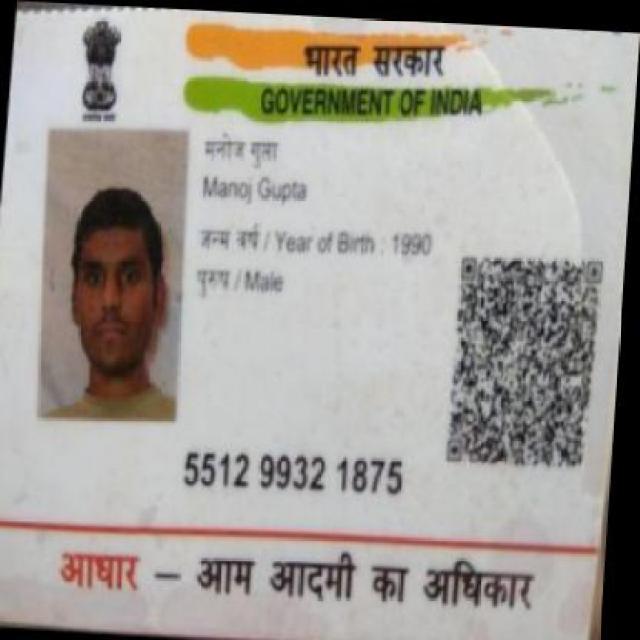 भारत सरकार
GOVERNMENT OF INDIA
मनोज गुप्ता
Manoj Gupta
जन्म वर्ष / Year of Birth : 1990
पुरुष / Male
5512 9932 1875
आधार – आम आदमी का अधिकार